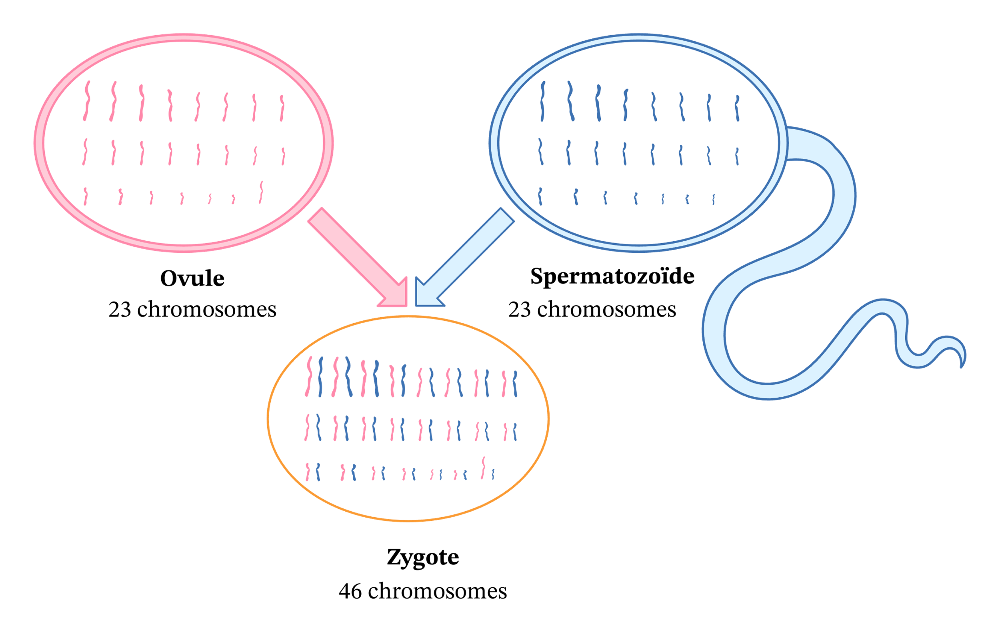 Ovule
23 chromosomes
Spermatozoïde
23 chromosomes
Zygote
46 chromosomes